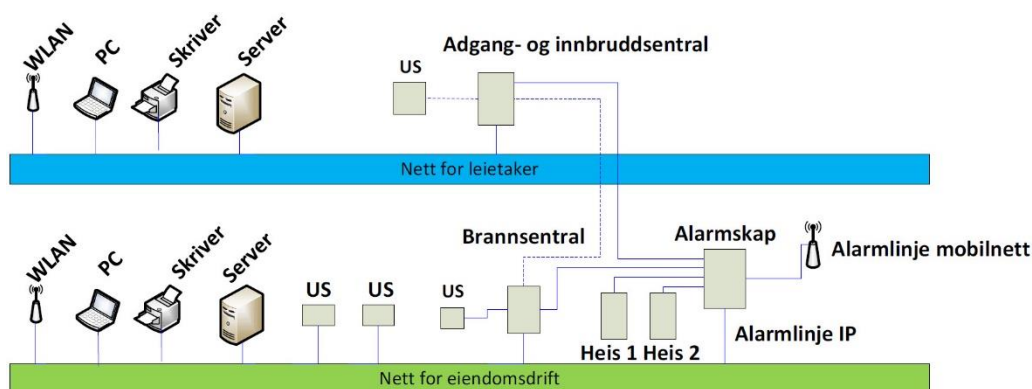 WLAN
PC
Skriver
Server
Adgang- og innbruddsentral
US
Nett for leietaker
WLAN
PC
Skriver
Server
US
US
US
Brannsentral
Alarmskap
Alarmlinje mobilnett
Heis 1 Heis 2
Alarmlinje IP
Nett for eiendomsdrift